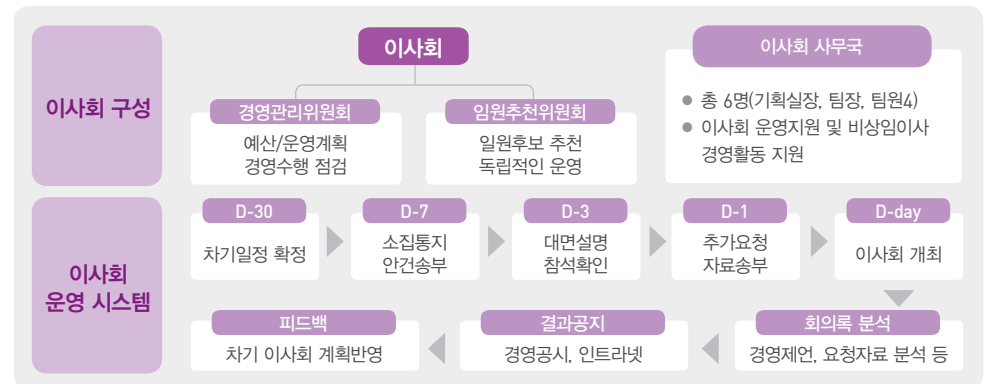 이사회 구성
이사회
경영관리위원회
예산/운영계획
경영수행 점검
임원추천위원회
일원후보 추천
독립적인 운영
이사회 사무국
● 총 6명(기획실장, 팀장, 팀원4)
● 이사회 운영지원 및 비상임이사
경영활동 지원
이사회
운영 시스템
D-30
차기일정 확정
D-7
소집통지
안건송부
D-3
대면설명
참석확인
D-1
추가요청
자료송부
D-day
이사회 개최
회의록 분석
경영제언, 요청자료 분석 등
결과공지
경영공시, 인트라넷
피드백
차기 이사회 계획반영